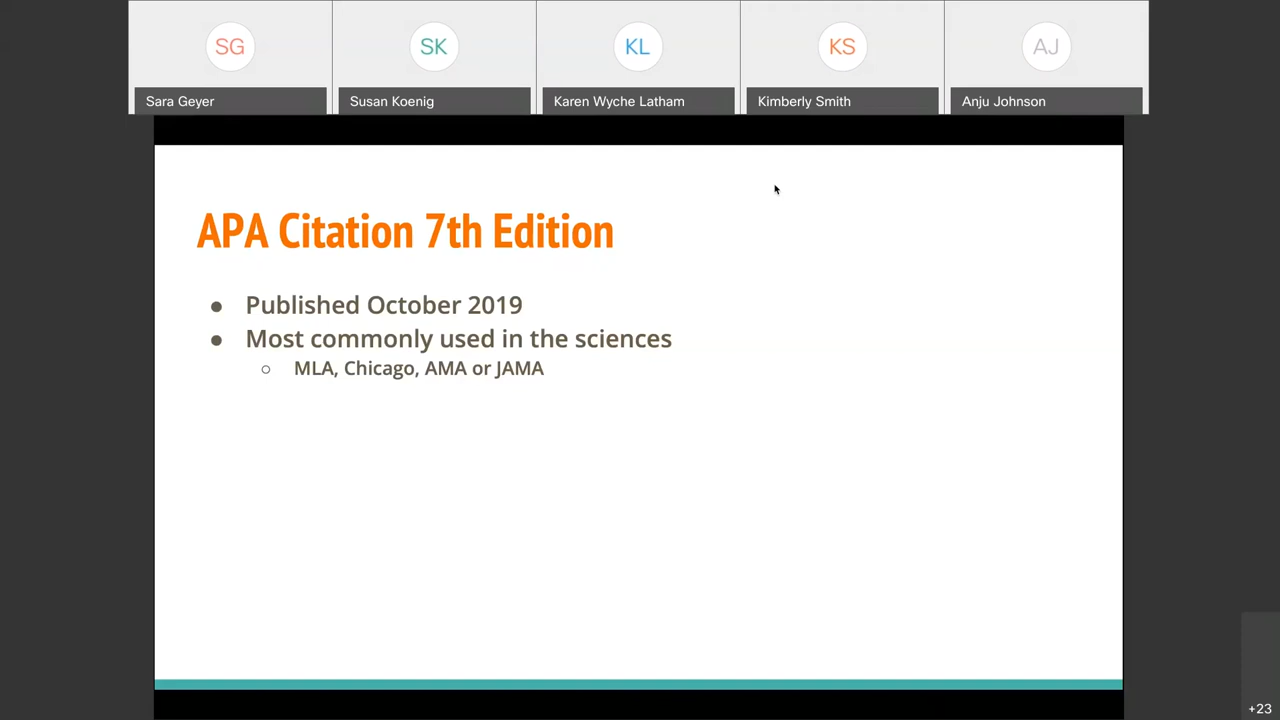 SG
SK
KL
KS
AJ
Sara Geyer
Susan Koenig
Karen Wyche Latham
Kimberly Smith
Anju Johnson
APA Citation 7th Edition
● Published October 2019
● Most commonly used in the sciences
○ MLA, Chicago, AMA or JAMA
+23